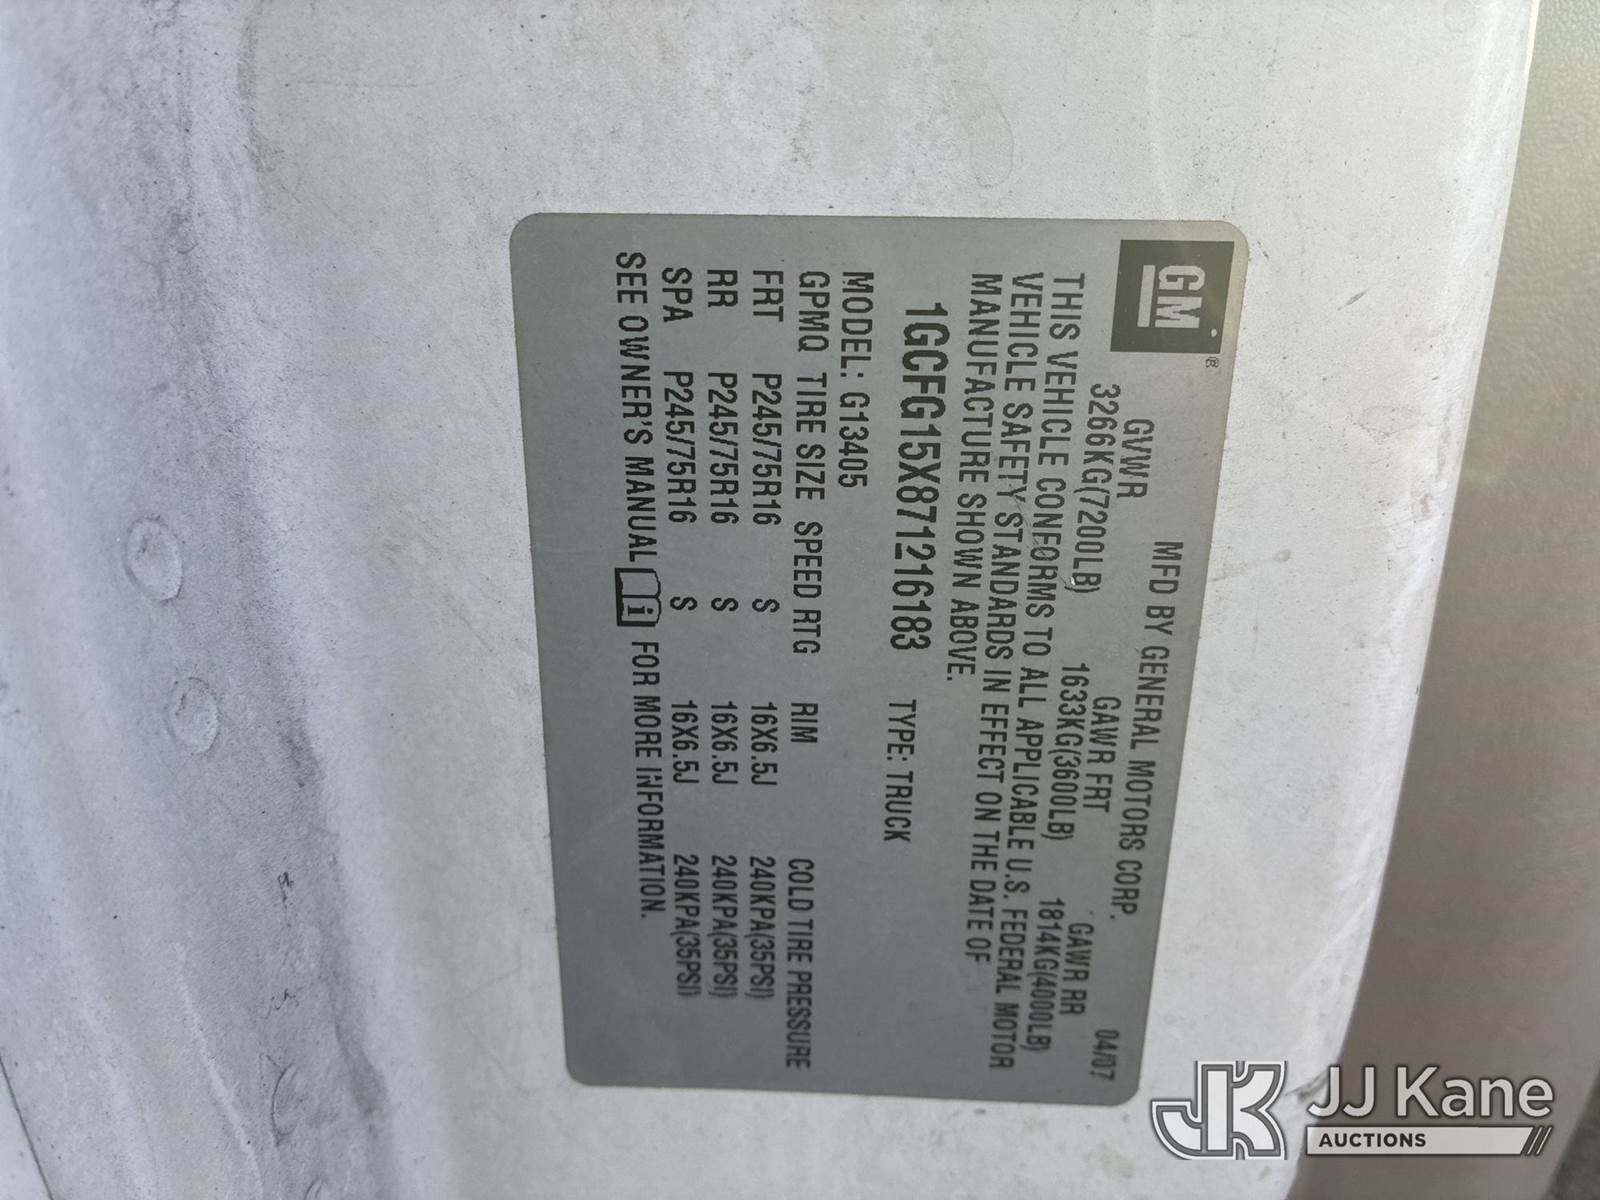 GM®
MFD BY GENERAL MOTORS CORP. 04/07
GVWR GAWR FRT GAWR RR
3266KG(7200LB) 1633KG(3600LB) 1814KG(4000LB)
THIS VEHICLE CONFORMS TO ALL APPLICABLE U.S. FEDERAL MOTOR
VEHICLE SAFETY STANDARDS IN EFFECT ON THE DATE OF
MANUFACTURE SHOWN ABOVE.
1GCFG15X871216183 TYPE: TRUCK
MODEL: G13405
GPMQ TIRE SIZE SPEED RTG RIM COLD TIRE PRESSURE
FRT P245/75R16 S 16X6.5J 240KPA(35PSI)
RR P245/75R16 S 16X6.5J 240KPA(35PSI)
SPA P245/75R16 S 16X6.5J 240KPA(35PSI)
SEE OWNER'S MANUAL i FOR MORE INFORMATION.
JK JJ Kane
AUCTIONS